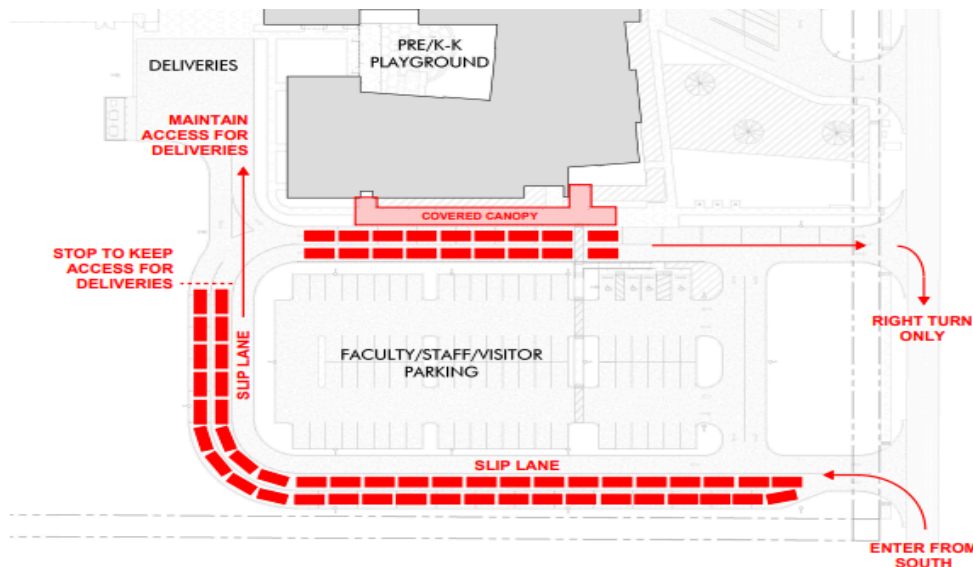 PRE/K-K
PLAYGROUND
DELIVERIES
MAINTAIN
ACCESS FOR
DELIVERIES
COVERED CANOPY
STOP TO KEEP
ACCESS FOR
DELIVERIES
RIGHT TURN
ONLY
SLIP LANE
FACULTY/STAFF/VISITOR
PARKING
SLIP LANE
ENTER FROM
SOUTH